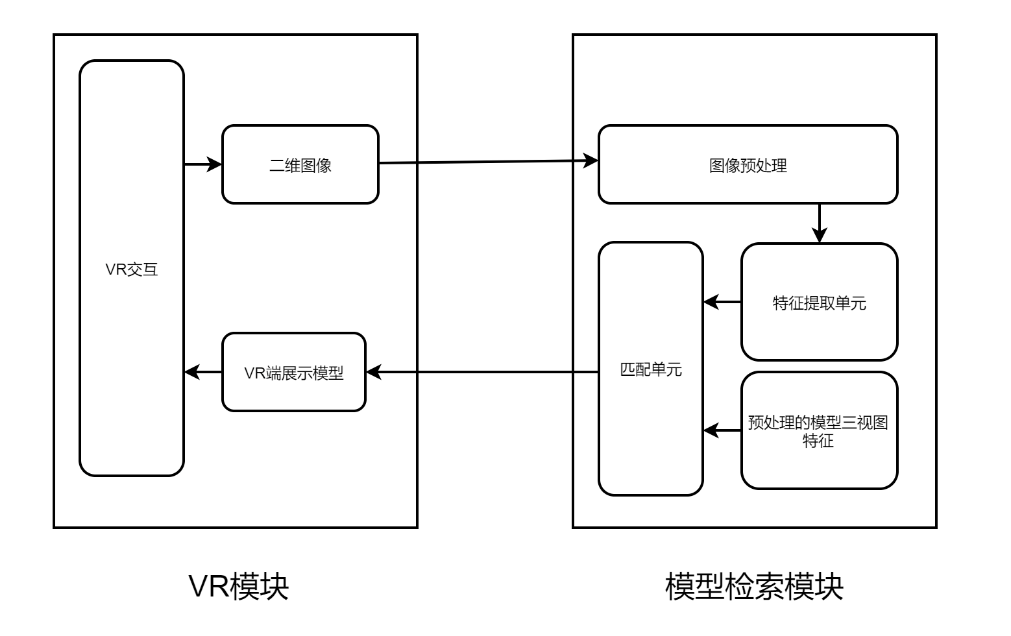 二维图像
图像预处理
VR交互
特征提取单元
VR端展示模型
匹配单元
预处理的模型三视图
特征
VR模块
模型检索模块